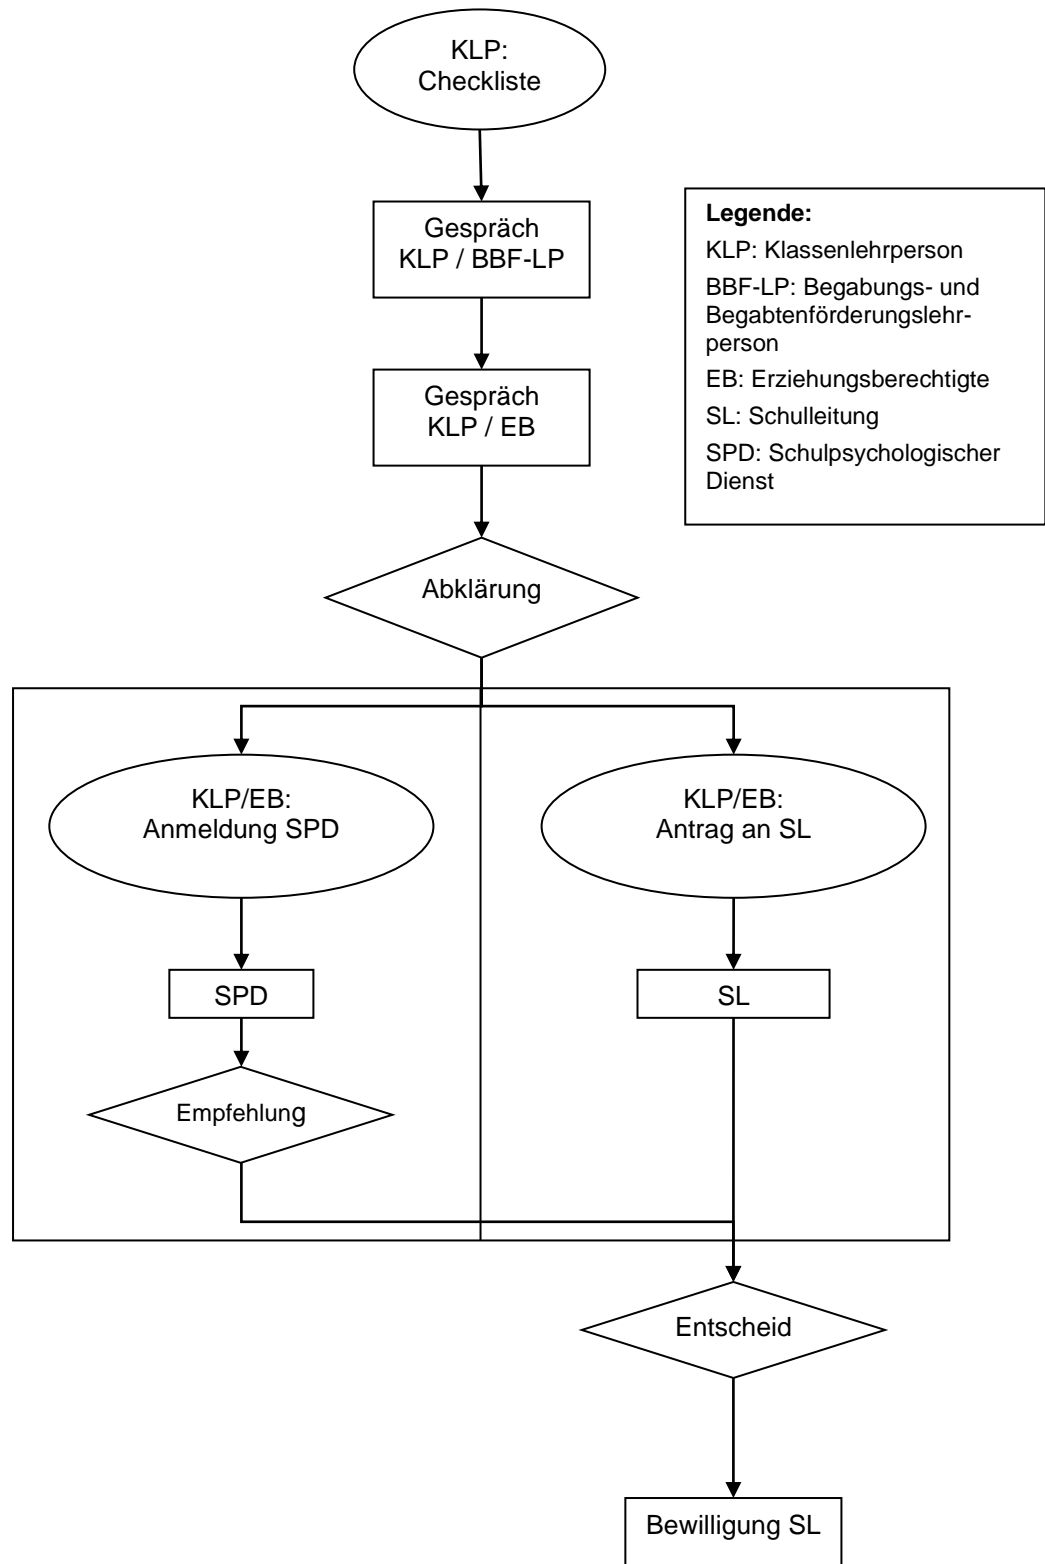 KLP:
Checkliste
Gespräch
KLP / BBF-LP
Legende:
KLP: Klassenlehrperson
BBF-LP: Begabungs- und
Begabtenförderungslehr-
person
EB: Erziehungsberechtigte
SL: Schulleitung
SPD: Schulpsychologischer
Dienst
Gespräch
KLP / EB
Abklärung
KLP/EB:
Anmeldung SPD
KLP/EB:
Antrag an SL
SPD
SL
Empfehlung
Entscheid
Bewilligung SL